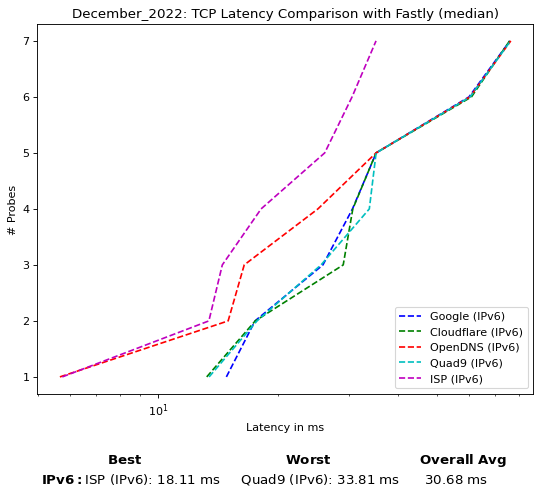 December_2022: TCP Latency Comparison with Fastly (median)
7
6
5
4
3
2
1
# Probes
10¹
Latency in ms
Google (IPv6)
Cloudflare (IPv6)
OpenDNS (IPv6)
Quad9 (IPv6)
ISP (IPv6)
Best Worst Overall Avg
IPv6: ISP (IPv6): 18.11 ms Quad9 (IPv6): 33.81 ms 30.68 ms